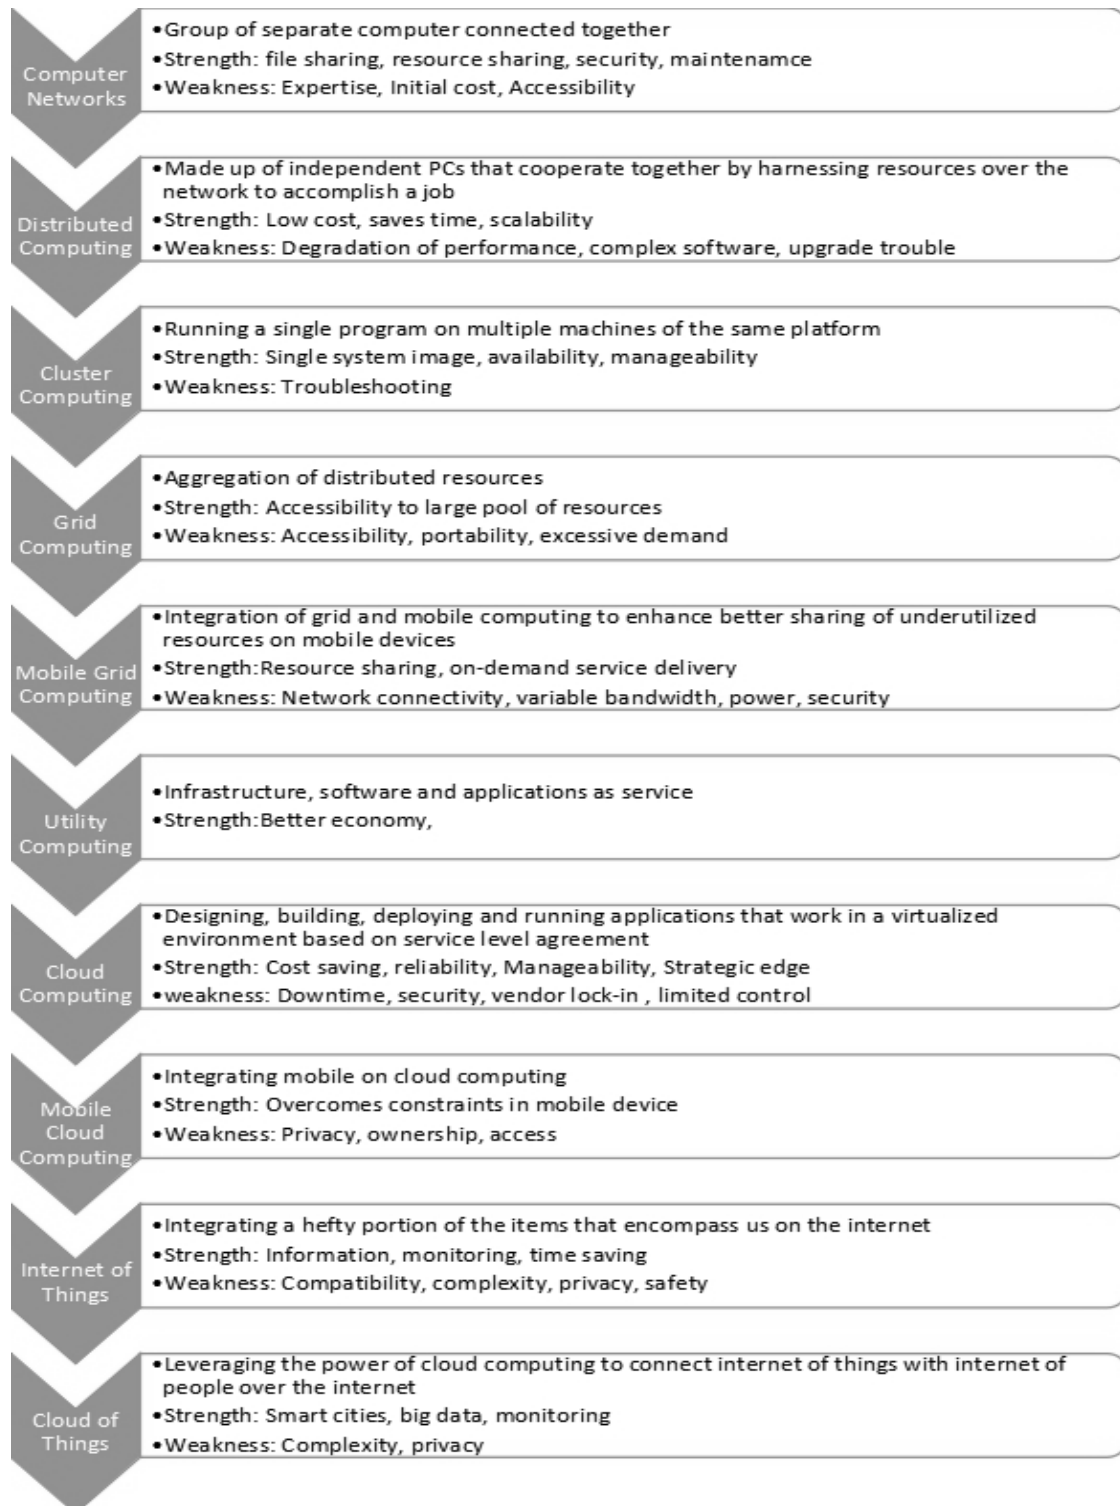 Computer
Networks
•Group of separate computer connected together
•Strength: file sharing, resource sharing, security, maintenamce
•Weakness: Expertise, Initial cost, Accessibility
Distributed
Computing
•Made up of independent PCs that cooperate together by harnessing resources over the
network to accomplish a job
•Strength: Low cost, saves time, scalability
•Weakness: Degradation of performance, complex software, upgrade trouble
Cluster
Computing
•Running a single program on multiple machines of the same platform
•Strength: Single system image, availability, manageability
•Weakness: Troubleshooting
Grid
Computing
•Aggregation of distributed resources
•Strength: Accessibility to large pool of resources
•Weakness: Accessibility, portability, excessive demand
Mobile Grid
Computing
•Integration of grid and mobile computing to enhance better sharing of underutilized
resources on mobile devices
•Strength:Resource sharing, on-demand service delivery
•Weakness: Network connectivity, variable bandwidth, power, security
Utility
Computing
•Infrastructure, software and applications as service
•Strength:Better economy,
Cloud
Computing
•Designing, building, deploying and running applications that work in a virtualized
environment based on service level agreement
•Strength: Cost saving, reliability, Manageability, Strategic edge
•weakness: Downtime, security, vendor lock-in , limited control
Mobile
Cloud
Computing
•Integrating mobile on cloud computing
•Strength: Overcomes constraints in mobile device
•Weakness: Privacy, ownership, access
Internet of
Things
•Integrating a hefty portion of the items that encompass us on the internet
•Strength: Information, monitoring, time saving
•Weakness: Compatibility, complexity, privacy, safety
Cloud of
Things
•Leveraging the power of cloud computing to connect internet of things with internet of
people over the internet
•Strength: Smart cities, big data, monitoring
•Weakness: Complexity, privacy